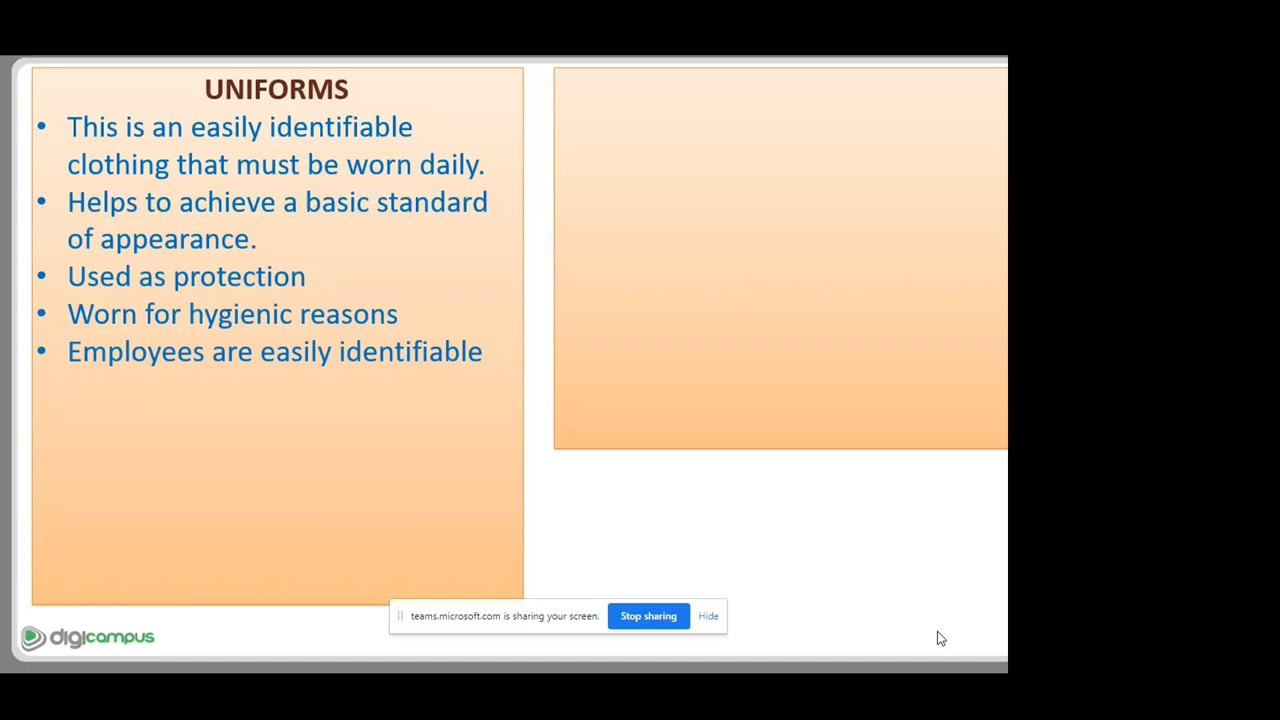 UNIFORMS
• This is an easily identifiable
clothing that must be worn daily.
• Helps to achieve a basic standard
of appearance.
• Used as protection
• Worn for hygienic reasons
• Employees are easily identifiable
teams.microsoft.com is sharing your screen. Stop sharing Hide
digicampus